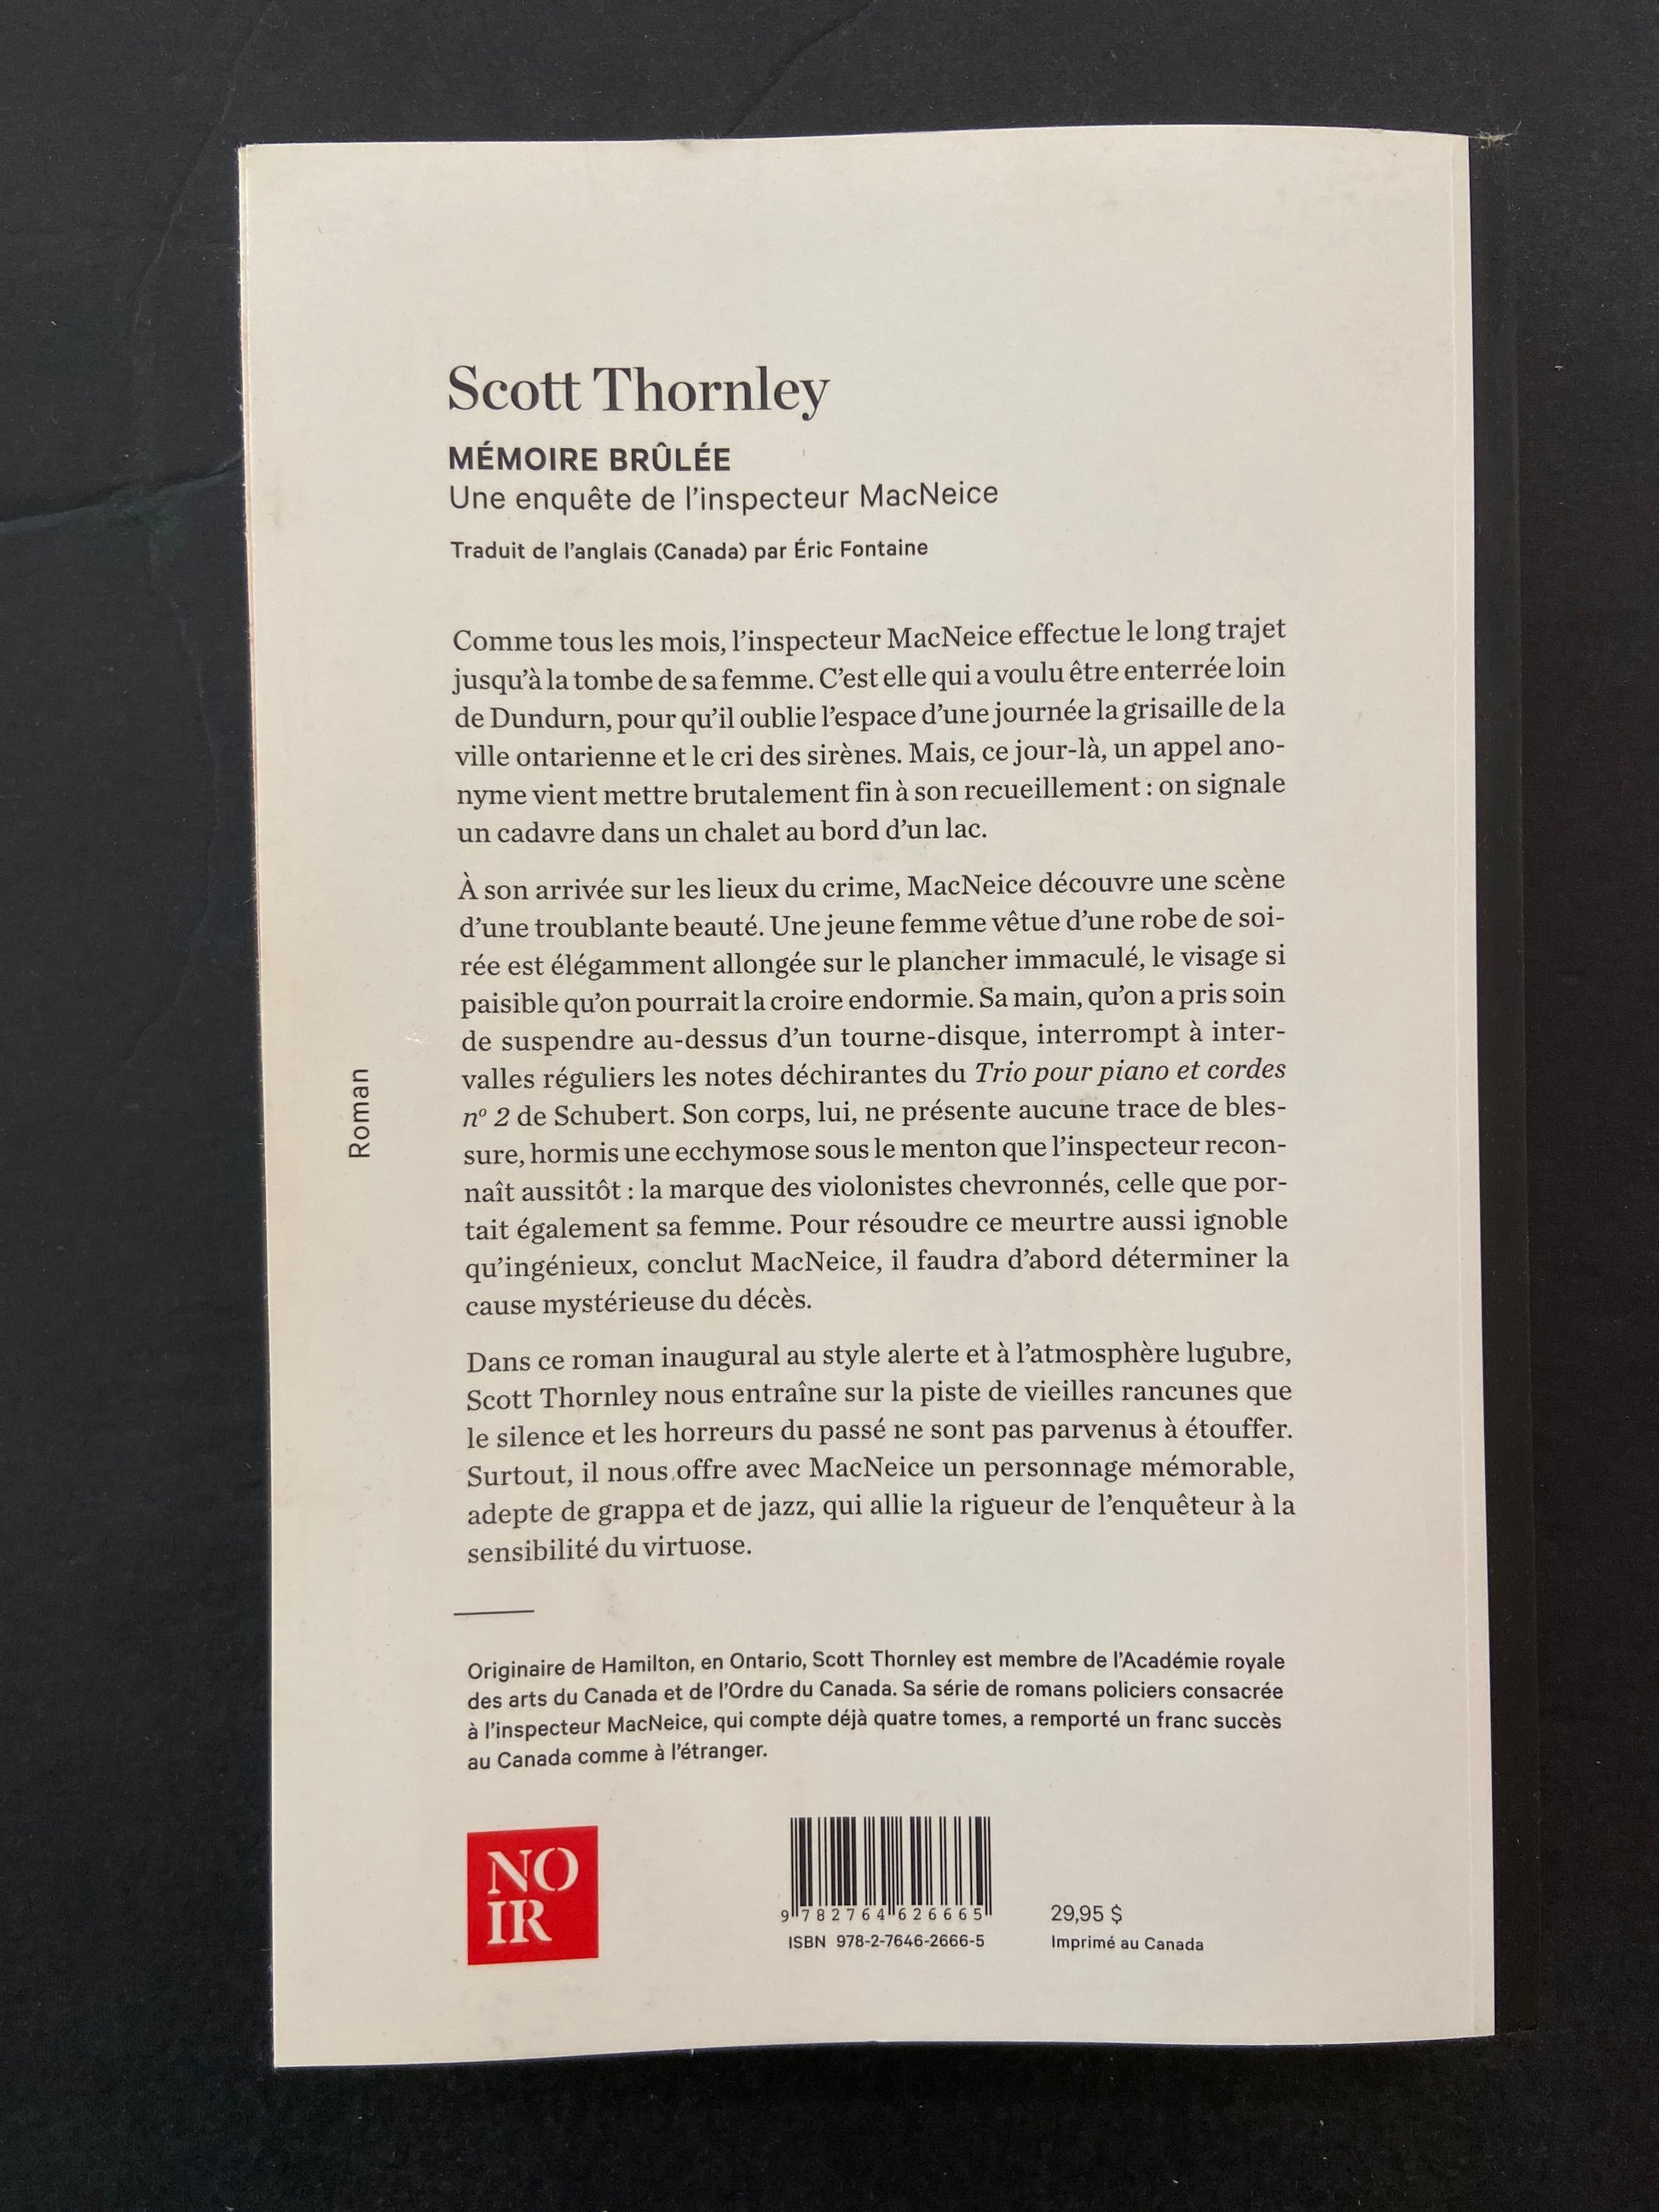 Scott Thornley
MÉMOIRE BRÛLÉE
Une enquête de l’inspecteur MacNeice
Traduit de l’anglais (Canada) par Éric Fontaine
Comme tous les mois, l’inspecteur MacNeice effectue le long trajet
jusqu’à la tombe de sa femme. C’est elle qui a voulu être enterrée loin
de Dundurn, pour qu’il oublie l’espace d’une journée la grisaille de la
ville ontarienne et le cri des sirènes. Mais, ce jour-là, un appel ano-
nyme vient mettre brutalement fin à son recueillement : on signale
un cadavre dans un chalet au bord d’un lac.
À son arrivée sur les lieux du crime, MacNeice découvre une scène
d’une troublante beauté. Une jeune femme vêtue d’une robe de soi-
rée est élégamment allongée sur le plancher immaculé, le visage si
paisible qu’on pourrait la croire endormie. Sa main, qu’on a pris soin
de suspendre au-dessus d’un tourne-disque, interrompt à inter-
valles réguliers les notes déchirantes du Trio pour piano et cordes
nº 2 de Schubert. Son corps, lui, ne présente aucune trace de bles-
sure, hormis une ecchymose sous le menton que l’inspecteur recon-
naît aussitôt : la marque des violonistes chevronnés, celle que por-
tait également sa femme. Pour résoudre ce meurtre aussi ignoble
qu’ingénieux, conclut MacNeice, il faudra d’abord déterminer la
cause mystérieuse du décès.
Dans ce roman inaugural au style alerte et à l’atmosphère lugubre,
Scott Thornley nous entraîne sur la piste de vieilles rancunes que
le silence et les horreurs du passé ne sont pas parvenus à étouffer.
Surtout, il nous offre avec MacNeice un personnage mémorable,
adepte de grappa et de jazz, qui allie la rigueur de l’enquêteur à la
sensibilité du virtuose.
Roman
Originaire de Hamilton, en Ontario, Scott Thornley est membre de l’Académie royale
des arts du Canada et de l’Ordre du Canada. Sa série de romans policiers consacrée
à l’inspecteur MacNeice, qui compte déjà quatre tomes, a remporté un franc succès
au Canada comme à l’étranger.
NO
IR
9 782764 626665
ISBN 978-2-7646-2666-5
29,95 $
Imprimé au Canada